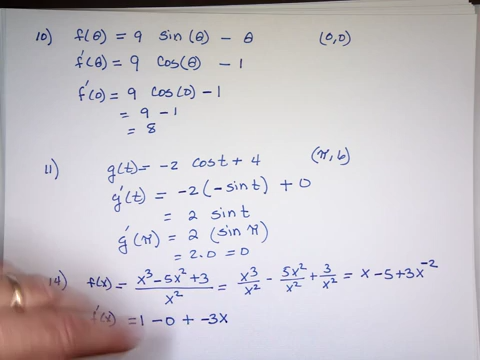 10) f(θ) = 9 sin(θ) - θ (0,0)
f'(θ) = 9 cos(θ) - 1
f'(0) = 9 cos(0) - 1
= 9 - 1
= 8
11) g(t) = -2 cost + 4 (π, 6)
g'(t) = -2(-sin t) + 0
= 2 sin t
g'(π) = 2 (sin π)
= 2.0 = 0
14) f(x) = x³-5x²+3 / x² = x³/x² - 5x²/x² + 3/x² = x - 5 + 3x⁻²
f'(x) = 1 - 0 + -3x